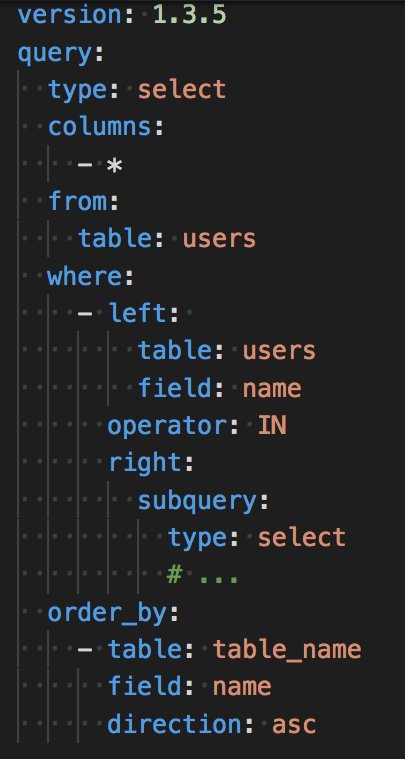 version: 1.3.5
query:
  type: select
  columns:
    - *
  from:
    table: users
  where:
    - left:
        table: users
        field: name
      operator: IN
      right:
        subquery:
          type: select
          # ...
  order_by:
    - table: table_name
      field: name
      direction: asc